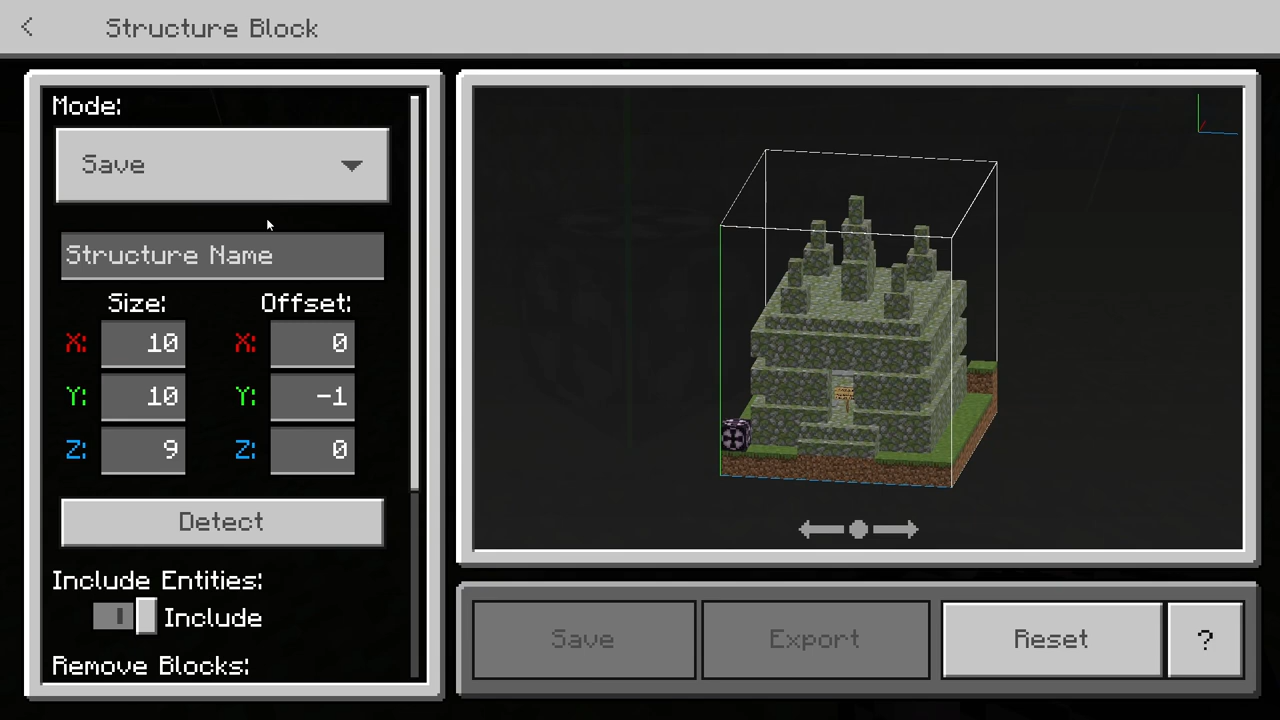 Structure Block
Mode:
Save
Structure Name
Size: Offset:
X: 10 X: 0
Y: 10 Y: -1
Z: 9 Z: 0
Detect
Include Entities:
Include
Remove Blocks:
Save Export Reset ?